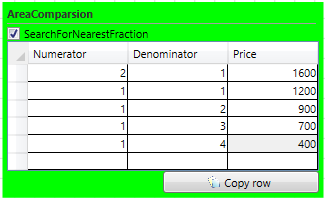 AreaComparsion
SearchForNearestFraction
Numerator Denominator Price
2 1 1600
1 1 1200
1 2 900
1 3 700
1 4 400
Copy row